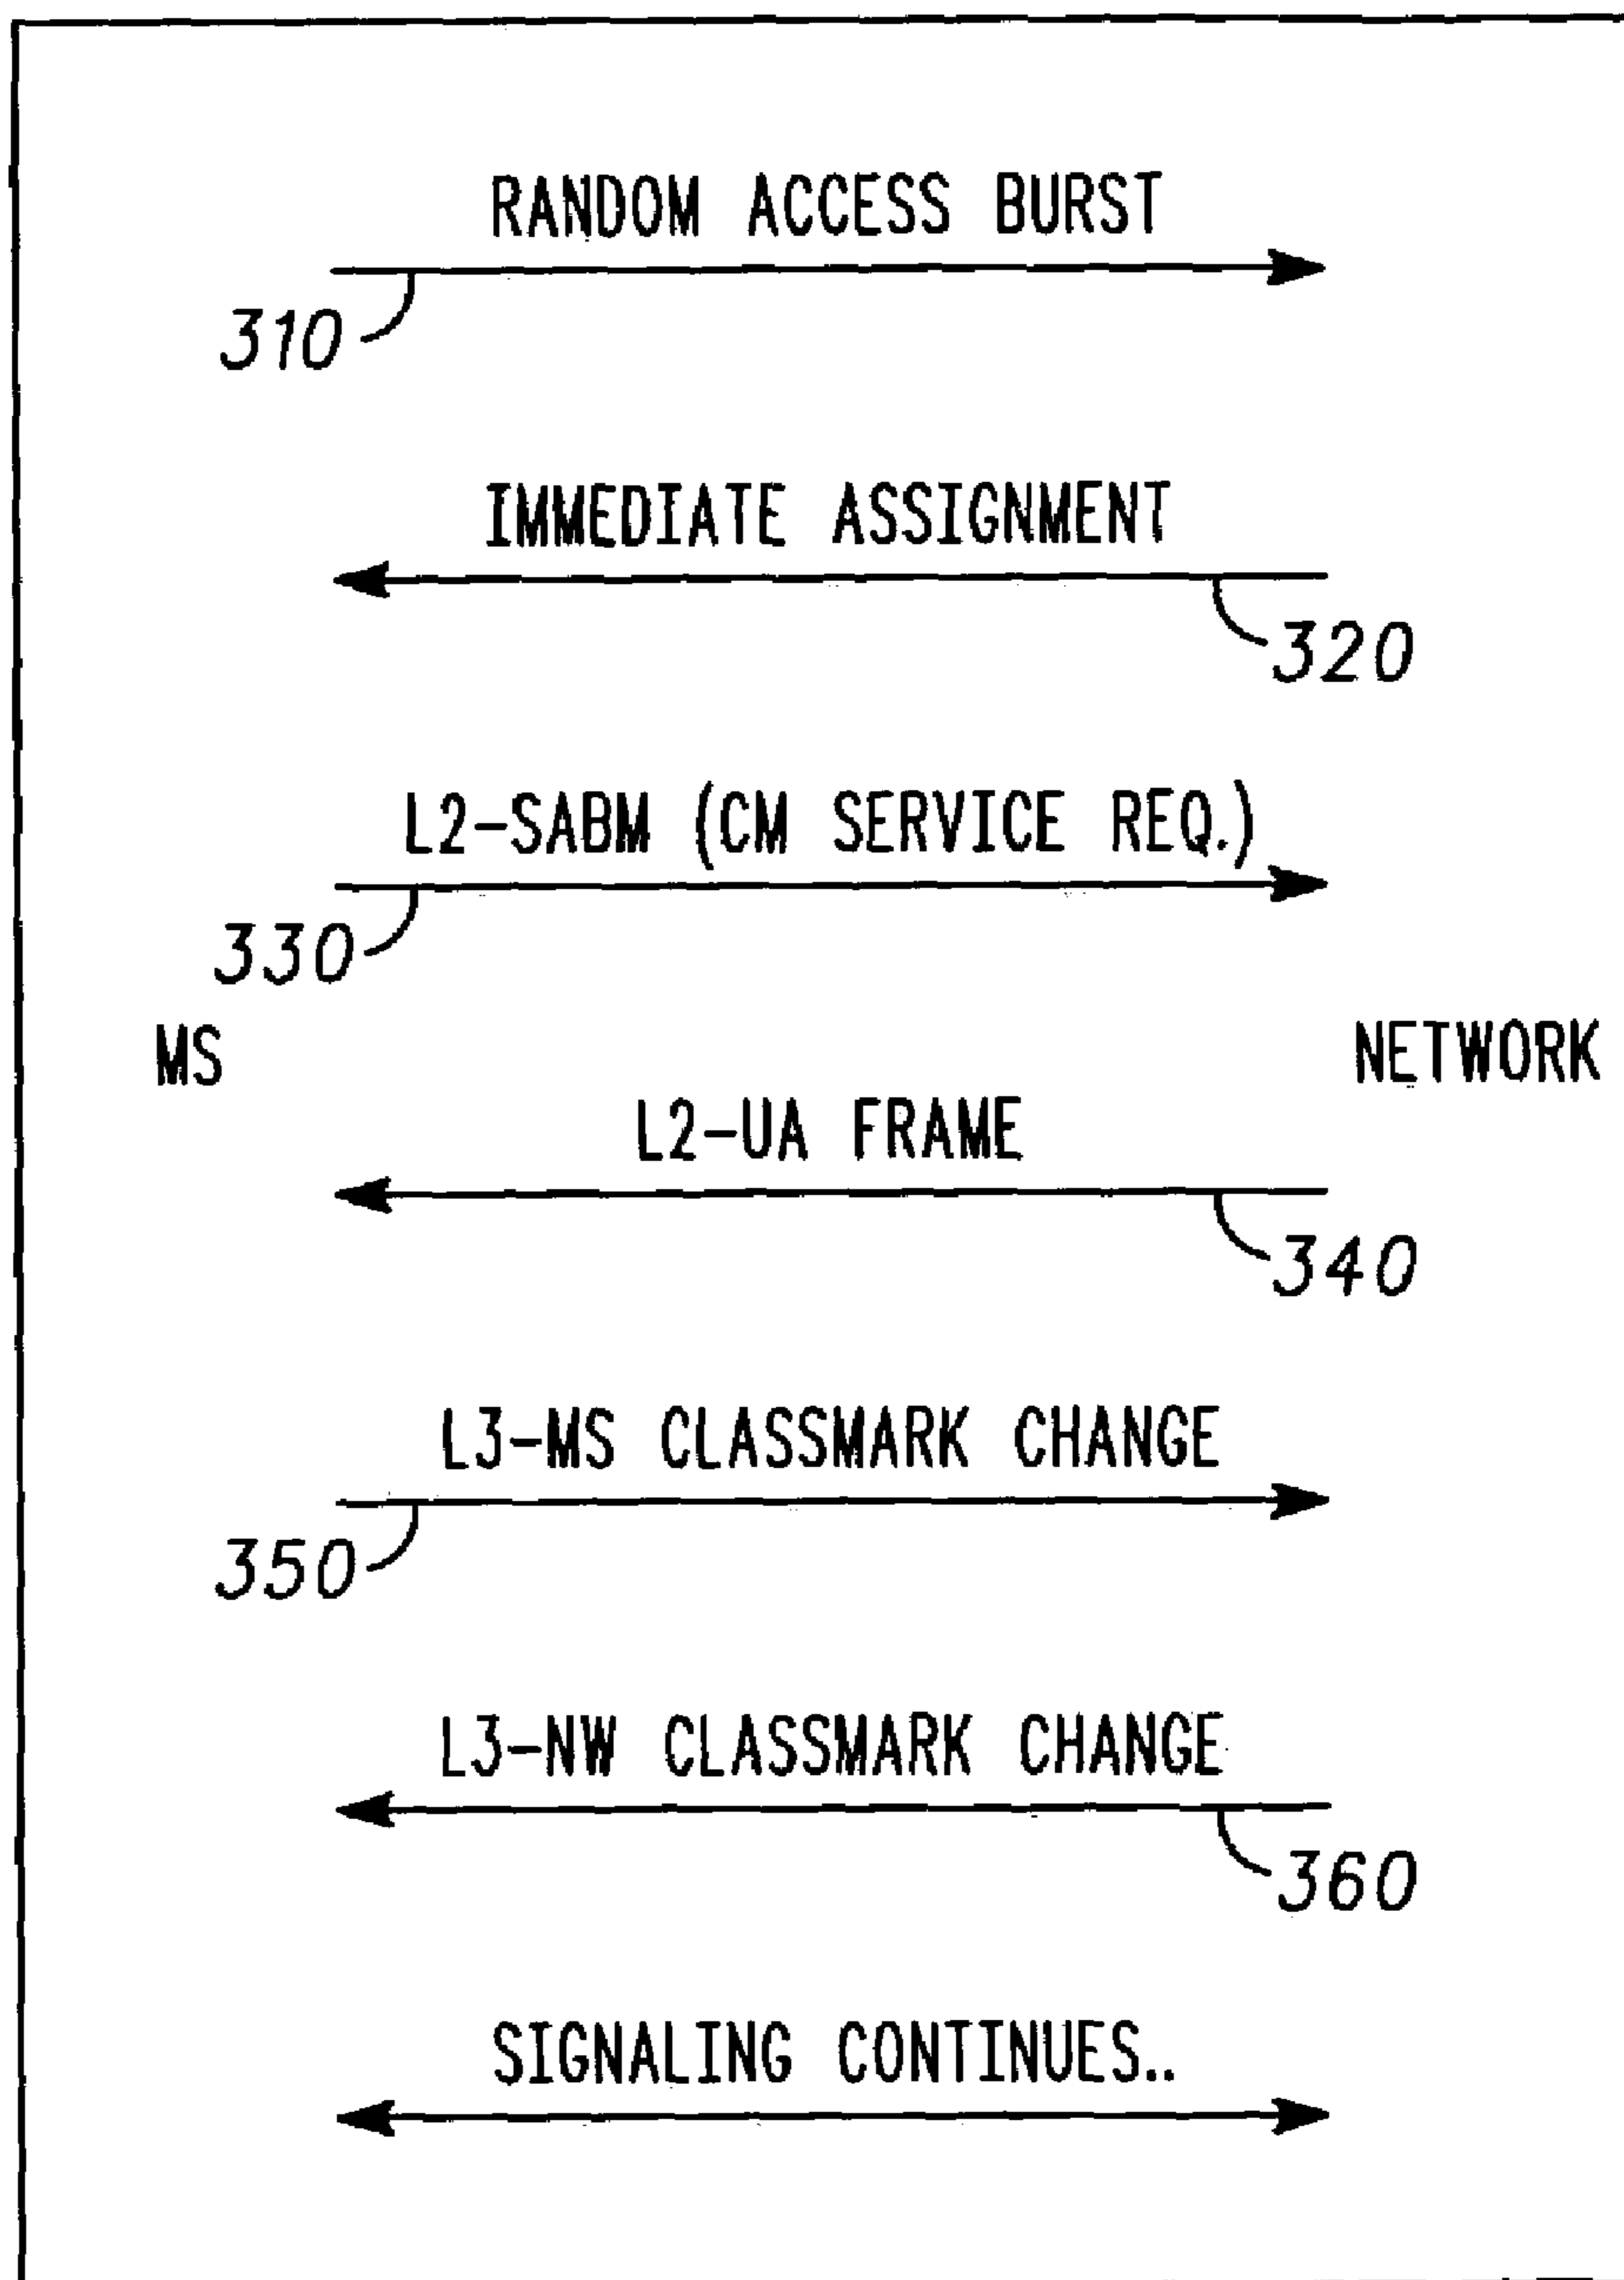 RANDOM ACCESS BURST
310
IMMEDIATE ASSIGNMENT
320
L2-SABM (CM SERVICE REQ.)
330
MS
NETWORK
L2-UA FRAME
340
L3-MS CLASSMARK CHANGE
350
L3-NW CLASSMARK CHANGE
360
SIGNALING CONTINUES..